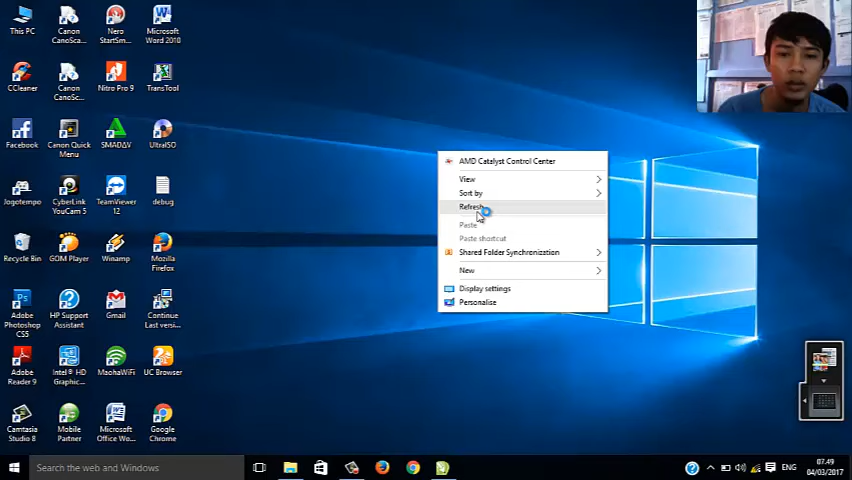 This PC
Canon
CanoSca...
Nero
StartSm...
Microsoft
Word 2010
CCleaner
Canon
CanoSca...
Nitro Pro 9
TransTool
Facebook
Canon Quick
Menu
SMADAV
UltraISO
Jogotempo
CyberLink
YouCam 5
TeamViewer
12
debug
Recycle Bin
GOM Player
Winamp
Mozilla
Firefox
Adobe
Photoshop
CS5
HP Support
Assistant
Gmail
Continue
Last versi...
Adobe
Reader 9
Intel® HD
Graphic...
MaohaWiFi
UC Browser
Camtasia
Studio 8
Mobile
Partner
Microsoft
Office Wo...
Google
Chrome
AMD Catalyst Control Center
View
Sort by
Refresh
Paste
Paste shortcut
Shared Folder Synchronization
New
Display settings
Personalise
Search the web and Windows
ENG
07.49
04/03/2017